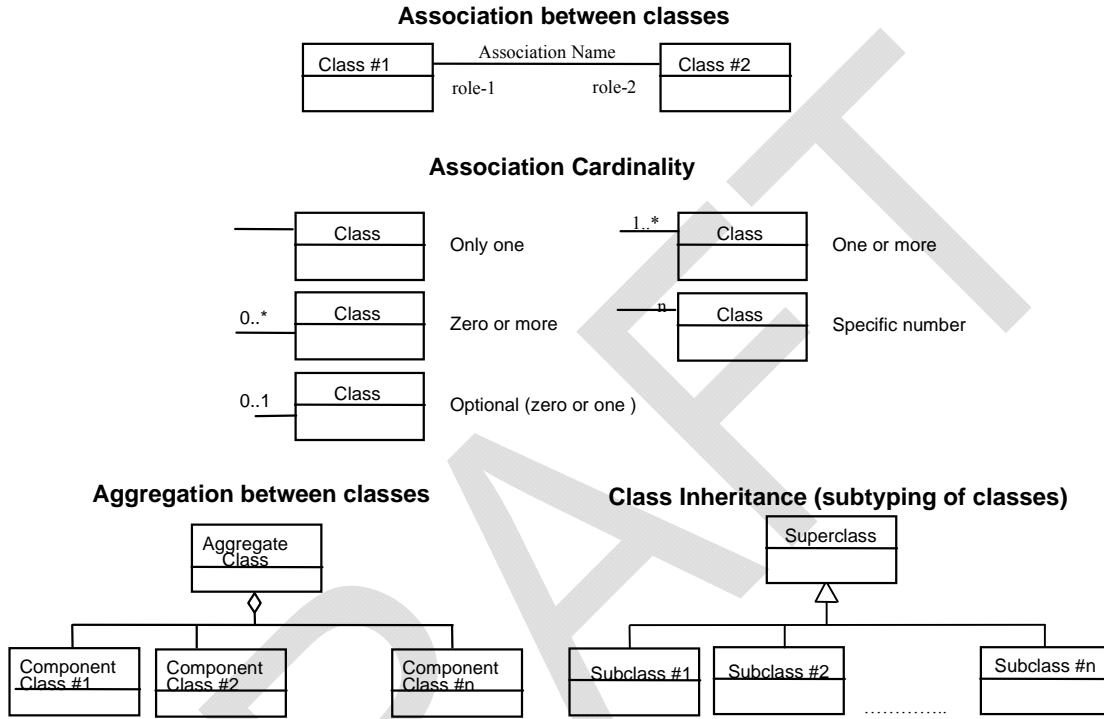 Association between classes
Class #1
Association Name
Class #2
role-1
role-2
Association Cardinality
Class
Only one
1..*
Class
One or more
0..*
Class
Zero or more
n
Class
Specific number
0..1
Class
Optional (zero or one )
Aggregation between classes
Class Inheritance (subtyping of classes)
Aggregate
Class
Superclass
Component
Class #1
Component
Class #2
Component
Class #n
Subclass #1
Subclass #2
…………..
Subclass #n
DRAFT